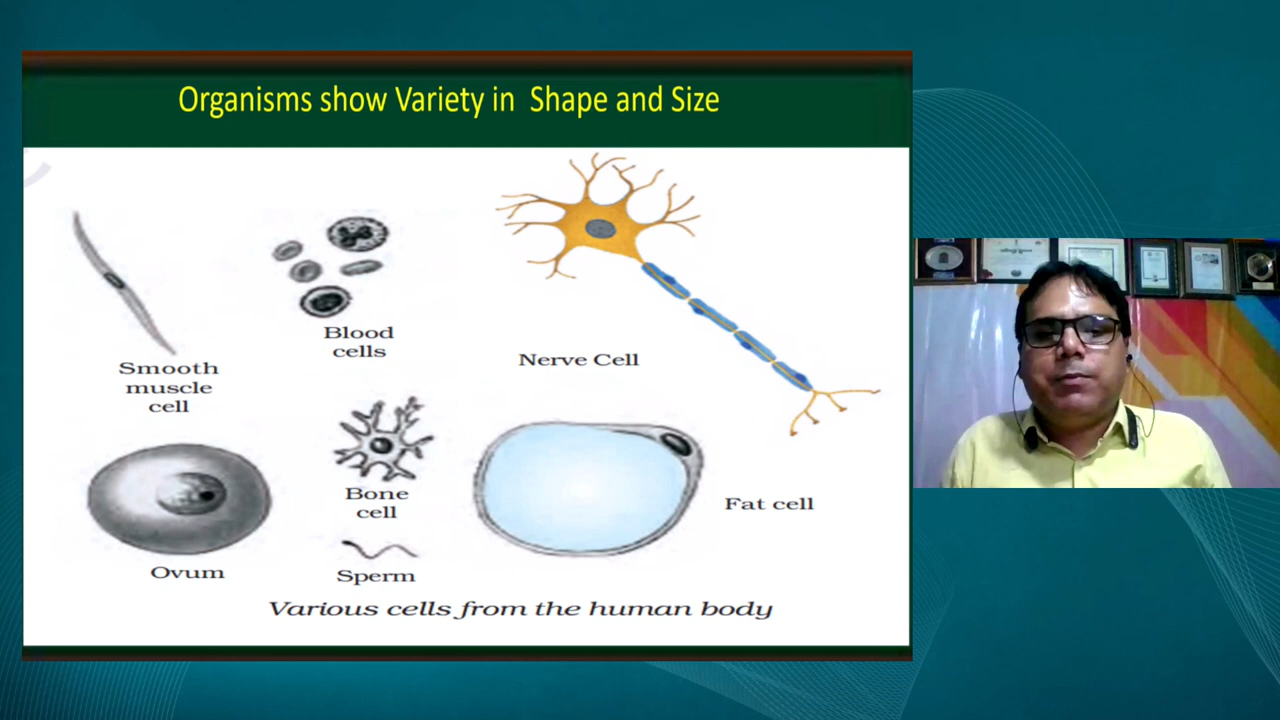 Organisms show Variety in Shape and Size
Smooth
muscle
cell
Blood
cells
Nerve Cell
Ovum
Bone
cell
Sperm
Fat cell
Various cells from the human body